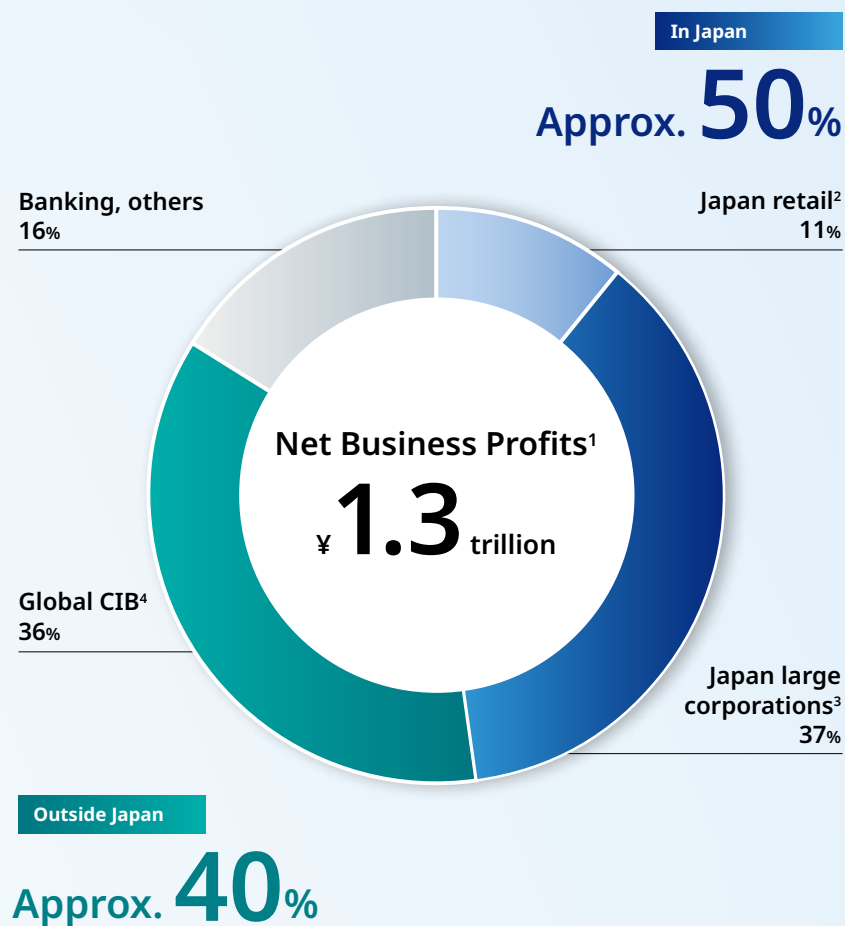 In Japan
Approx. 50%
Banking, others
16%
Japan retail²
11%
Net Business Profits¹
¥ 1.3 trillion
Global CIB⁴
36%
Japan large
corporations³
37%
Outside Japan
Approx. 40%